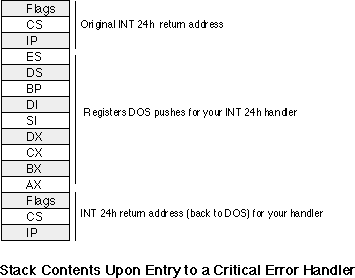 Flags
CS
Original INT 24h return address
IP
ES
DS
BP
DI
Registers DOS pushes for your INT 24h handler
SI
DX
CX
BX
AX
Flags
CS
INT 24h return address (back to DOS) for your handler
IP
Stack Contents Upon Entry to a Critical Error Handler